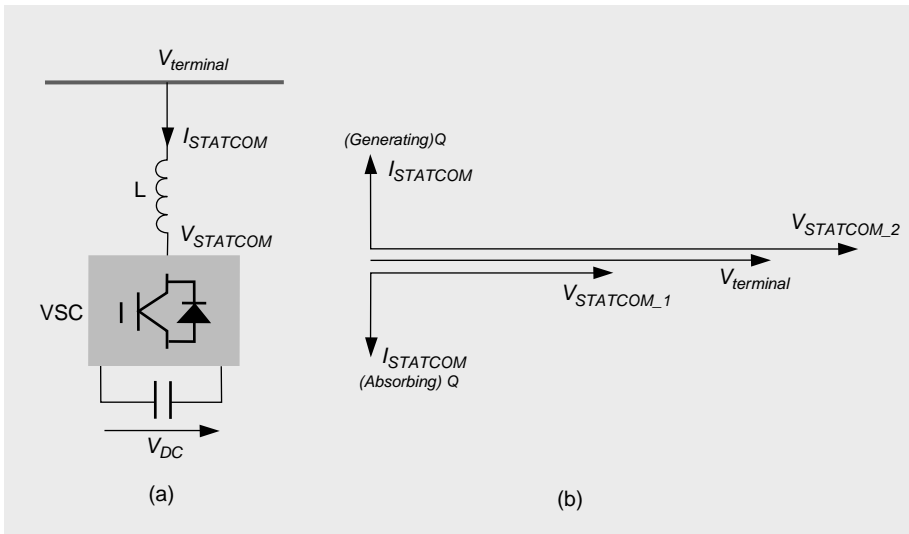 V_terminal
I_STATCOM
L
V_STATCOM
VSC
V_DC
(a)
(Generating)Q
I_STATCOM
V_STATCOM_2
V_terminal
V_STATCOM_1
I_STATCOM
(Absorbing) Q
(b)